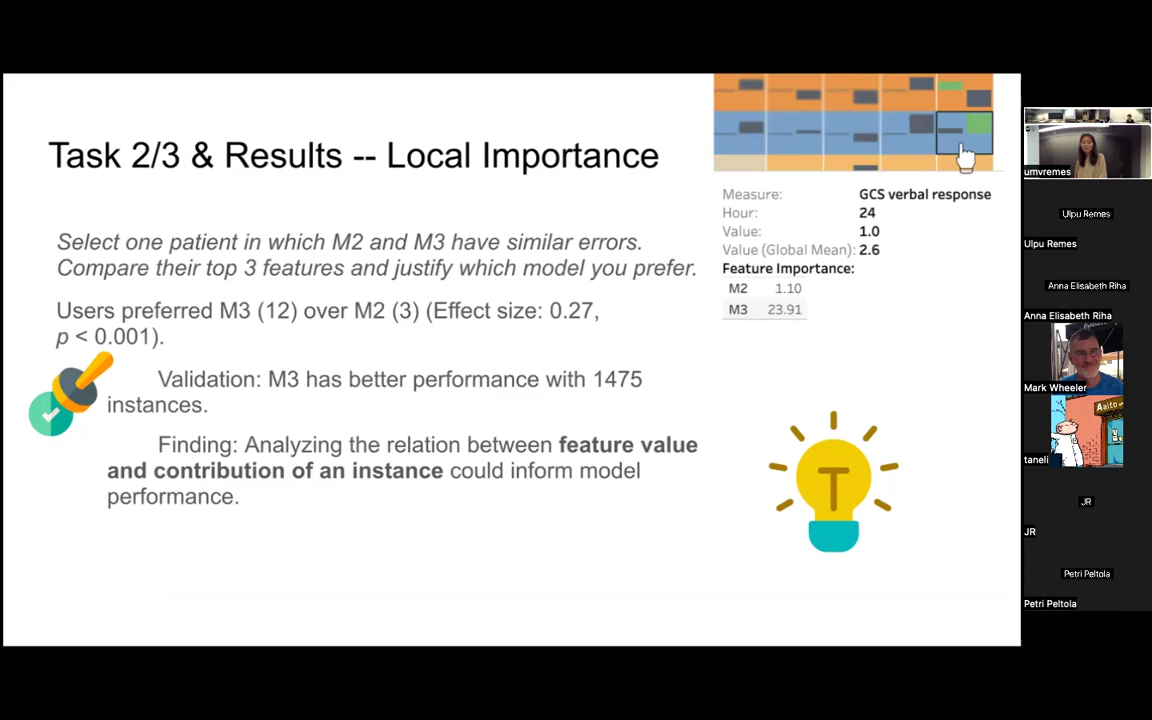 Task 2/3 & Results -- Local Importance
Select one patient in which M2 and M3 have similar errors.
Compare their top 3 features and justify which model you prefer.
Users preferred M3 (12) over M2 (3) (Effect size: 0.27,
p < 0.001).
Validation: M3 has better performance with 1475
instances.
Finding: Analyzing the relation between feature value
and contribution of an instance could inform model
performance.
Measure: GCS verbal response
Hour: 24
Value: 1.0
Value (Global Mean): 2.6
Feature Importance:
M2 1.10
M3 23.91
umvremes
Ulpu Remes
Ulpu Remes
Anna Elisabeth Riha
Anna Elisabeth Riha
Mark Wheeler
Aalto
taneli
JR
JR
Petri Peltola
Petri Peltola